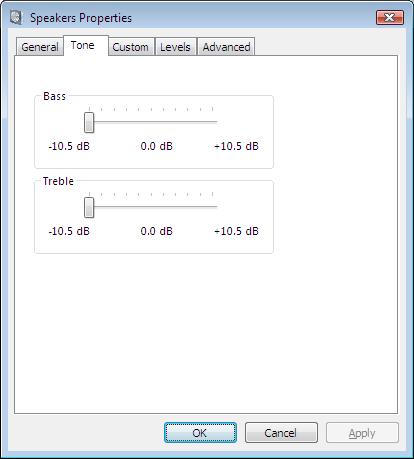 Speakers Properties
General Tone Custom Levels Advanced
Bass
-10.5 dB 0.0 dB +10.5 dB
Treble
-10.5 dB 0.0 dB +10.5 dB
OK Cancel Apply